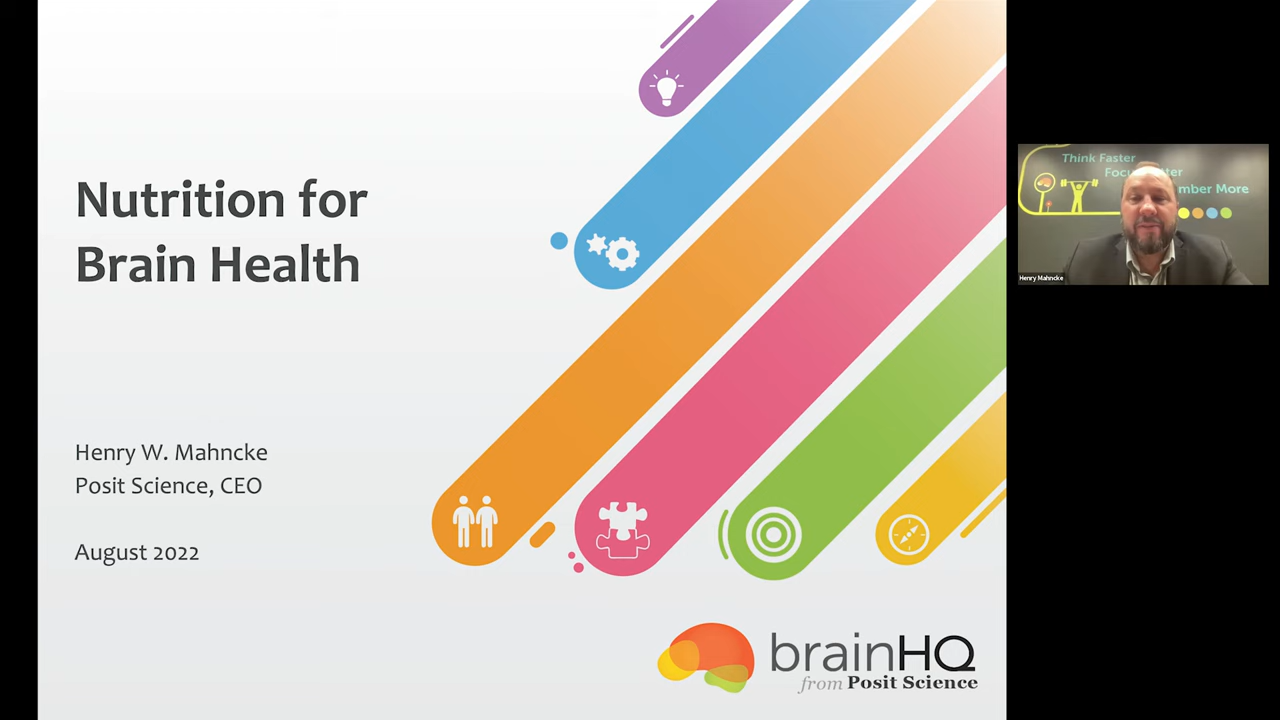 Nutrition for
Brain Health
Henry W. Mahncke
Posit Science, CEO
August 2022
brainHQ
from Posit Science
Think Faster
Henry Mahncke
More